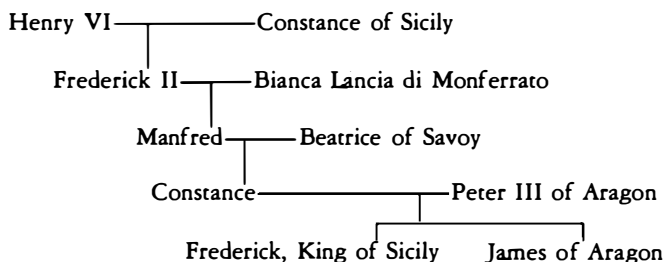 Henry VI Constance of Sicily
Frederick II Bianca Lancia di Monferrato
Manfred Beatrice of Savoy
Constance Peter III of Aragon
Frederick, King of Sicily James of Aragon